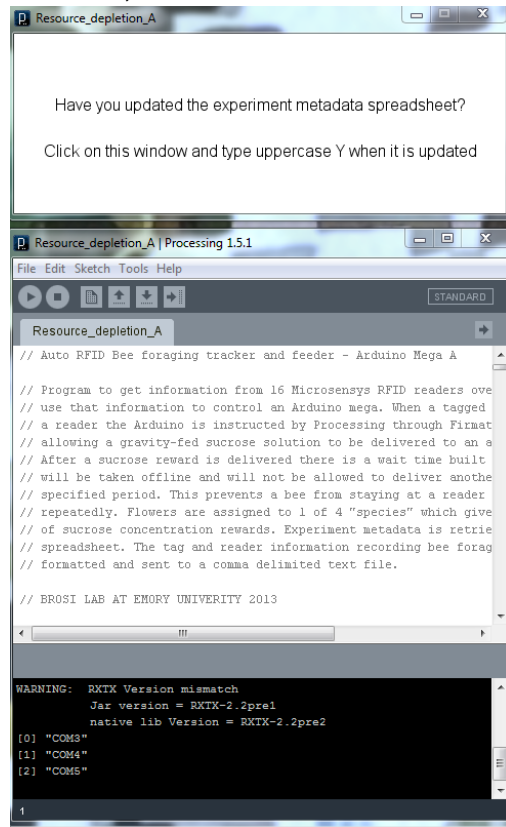 Resource_depletion_A
Have you updated the experiment metadata spreadsheet?
Click on this window and type uppercase Y when it is updated
Resource_depletion_A | Processing 1.5.1
File Edit Sketch Tools Help
STANDARD
Resource_depletion_A
// Auto RFID Bee foraging tracker and feeder - Arduino Mega A
// Program to get information from 16 Microsensys RFID readers ove
// use that information to control an Arduino mega. When a tagged
// a reader the Arduino is instructed by Processing through Firmat
// allowing a gravity-fed sucrose solution to be delivered to an a
// After a sucrose reward is delivered there is a wait time built
// will be taken offline and will not be allowed to deliver anothe
// specified period. This prevents a bee from staying at a reader
// repeatedly. Flowers are assigned to 1 of 4 "species" which give
// of sucrose concentration rewards. Experiment metadata is retrie
// spreadsheet. The tag and reader information recording bee forag
// formatted and sent to a comma delimited text file.
// BROSI LAB AT EMORY UNIVERITY 2013
WARNING: RXTX Version mismatch
Jar version = RXTX-2.2pre1
native lib Version = RXTX-2.2pre2
[0] "COM3"
[1] "COM4"
[2] "COM5"
1